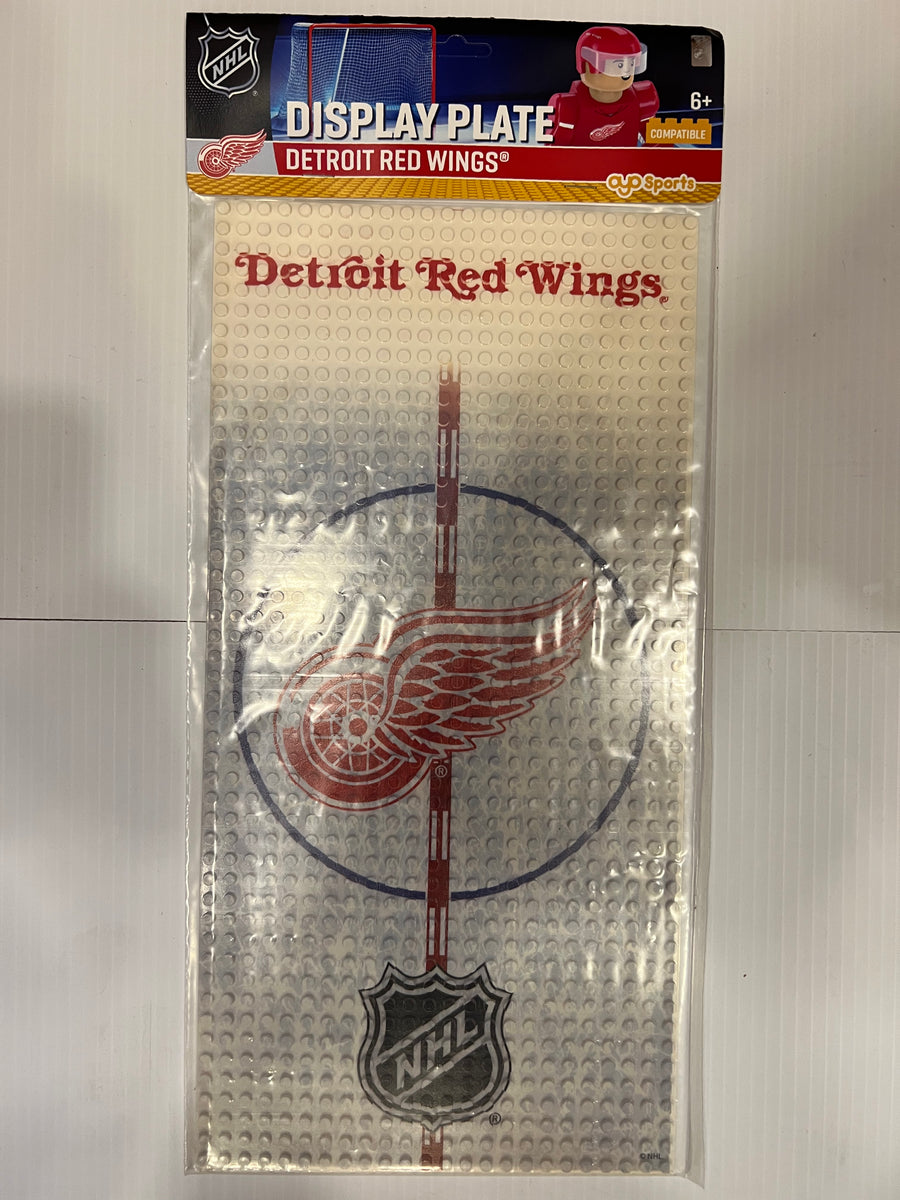 NHL
DISPLAY PLATE
6+
COMPATIBLE
DETROIT RED WINGS®
oyo Sports
Detroit Red Wings
®
NHL
®
© NHL